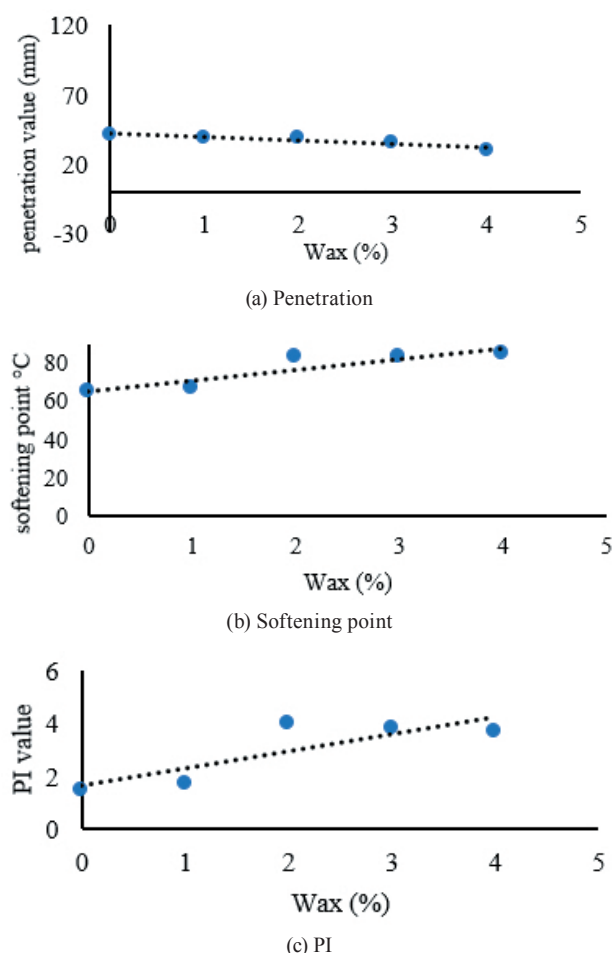 120
70
20
-30
penetration value (mm)
0 1 2 3 4 5
Wax (%)
(a) Penetration
80
60
40
20
0
softening point °C
0 1 2 3 4 5
Wax (%)
(b) Softening point
6
4
2
0
PI value
0 1 2 3 4 5
Wax (%)
(c) PI